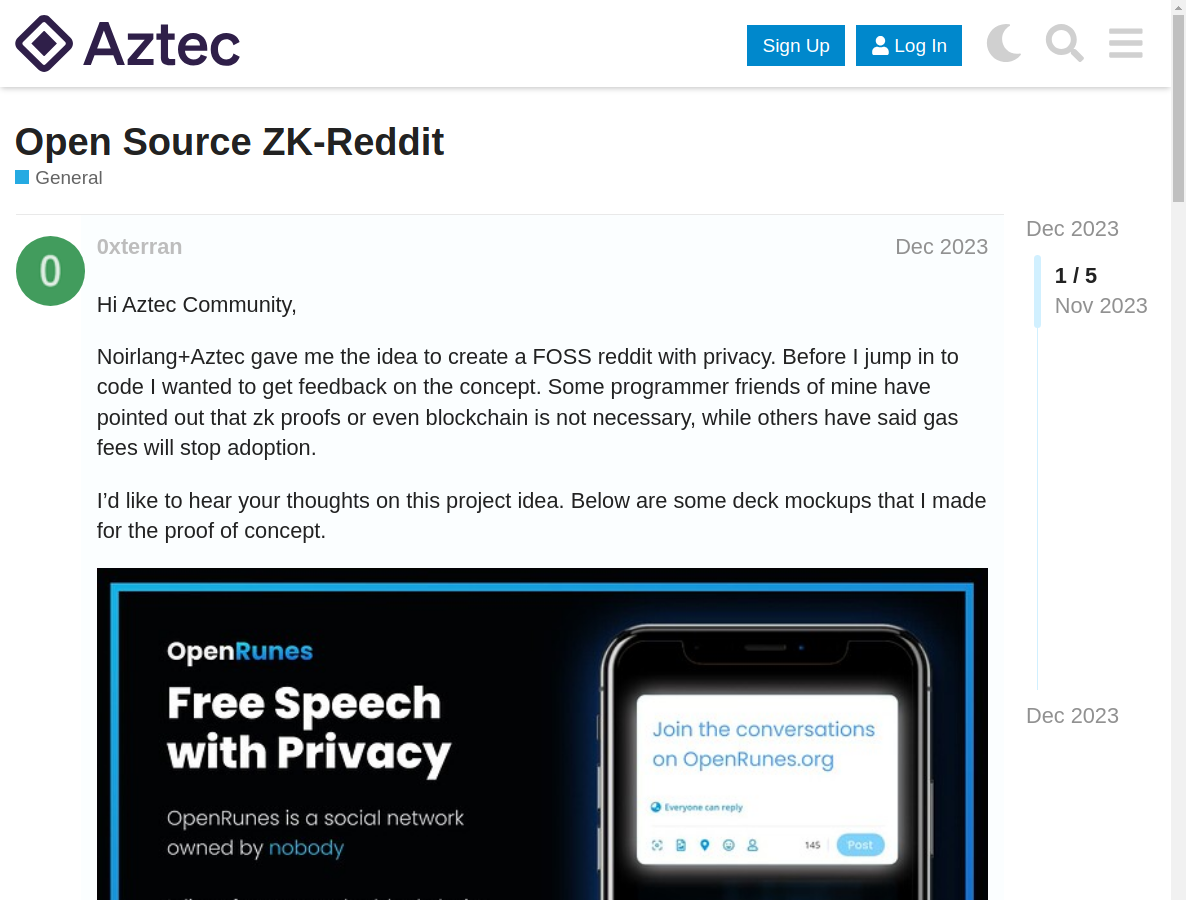 Aztec
Sign Up
Log In
Open Source ZK-Reddit
General
0
0xterran
Dec 2023
Hi Aztec Community,
Noirlang+Aztec gave me the idea to create a FOSS reddit with privacy. Before I jump in to
code I wanted to get feedback on the concept. Some programmer friends of mine have
pointed out that zk proofs or even blockchain is not necessary, while others have said gas
fees will stop adoption.
I’d like to hear your thoughts on this project idea. Below are some deck mockups that I made
for the proof of concept.
OpenRunes
Free Speech
with Privacy
OpenRunes is a social network
owned by nobody
Join the conversations
on OpenRunes.org
Everyone can reply
145
Post
Dec 2023
1 / 5
Nov 2023
Dec 2023